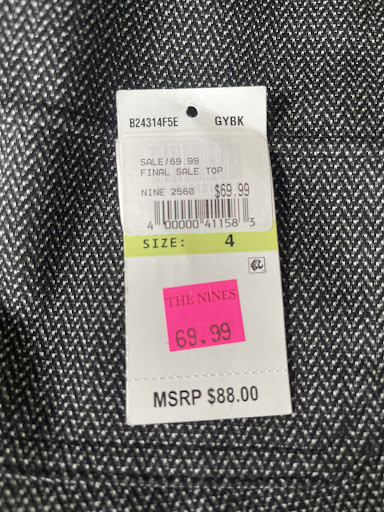 B24314F5E GYBK
SALE/69.99
FINAL SALE TOP
NINE 2560 $69.99
4 00000 41158 3
SIZE: 4
THE NINES
69.99
MSRP $88.00